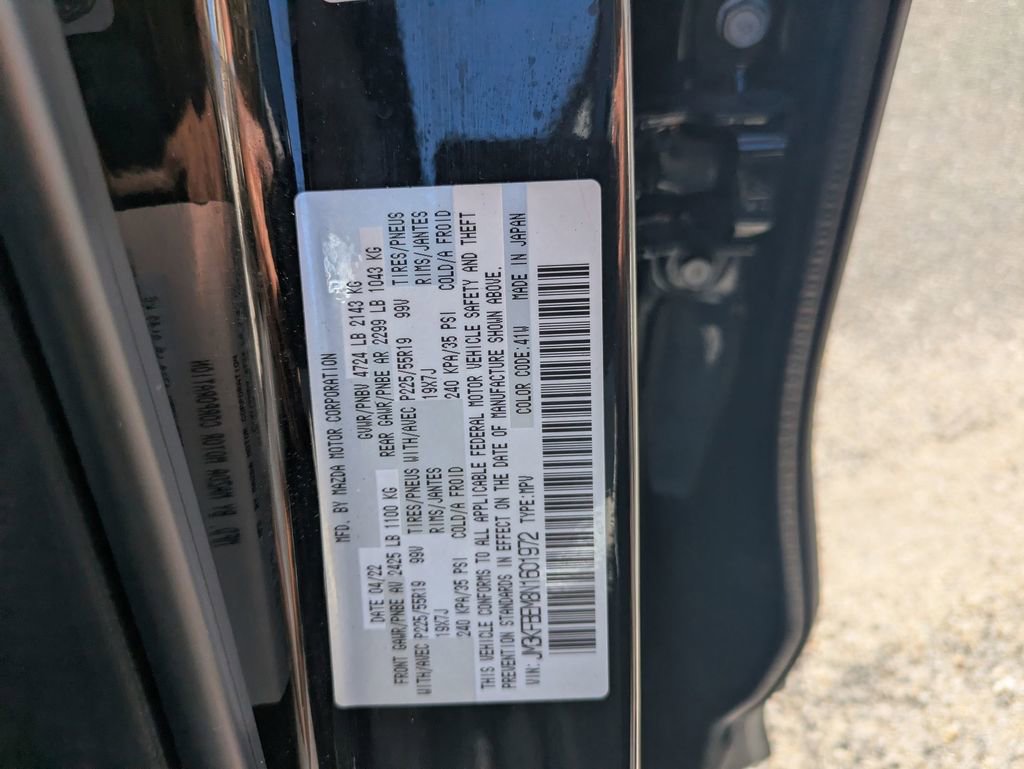 MFD. BY MAZDA MOTOR CORPORATION
DATE 04/22 GVWR/PNBV 4724 LB 2143 KG
FRONT GAWR/PNBE AV 2425 LB 1100 KG REAR GAWR/PNBE AR 2299 LB 1043 KG
WITH/AVEC P225/55R19 99V TIRES/PNEUS WITH/AVEC P225/55R19 99V TIRES/PNEUS
19X7J RIMS/JANTES 19X7J RIMS/JANTES
240 KPA/35 PSI COLD/A FROID 240 KPA/35 PSI COLD/A FROID
THIS VEHICLE CONFORMS TO ALL APPLICABLE FEDERAL MOTOR VEHICLE SAFETY AND THEFT
PREVENTION STANDARDS IN EFFECT ON THE DATE OF MANUFACTURE SHOWN ABOVE.
VIN: JM3KFBEM8N1601972 TYPE:MPV COLOR CODE:41W MADE IN JAPAN